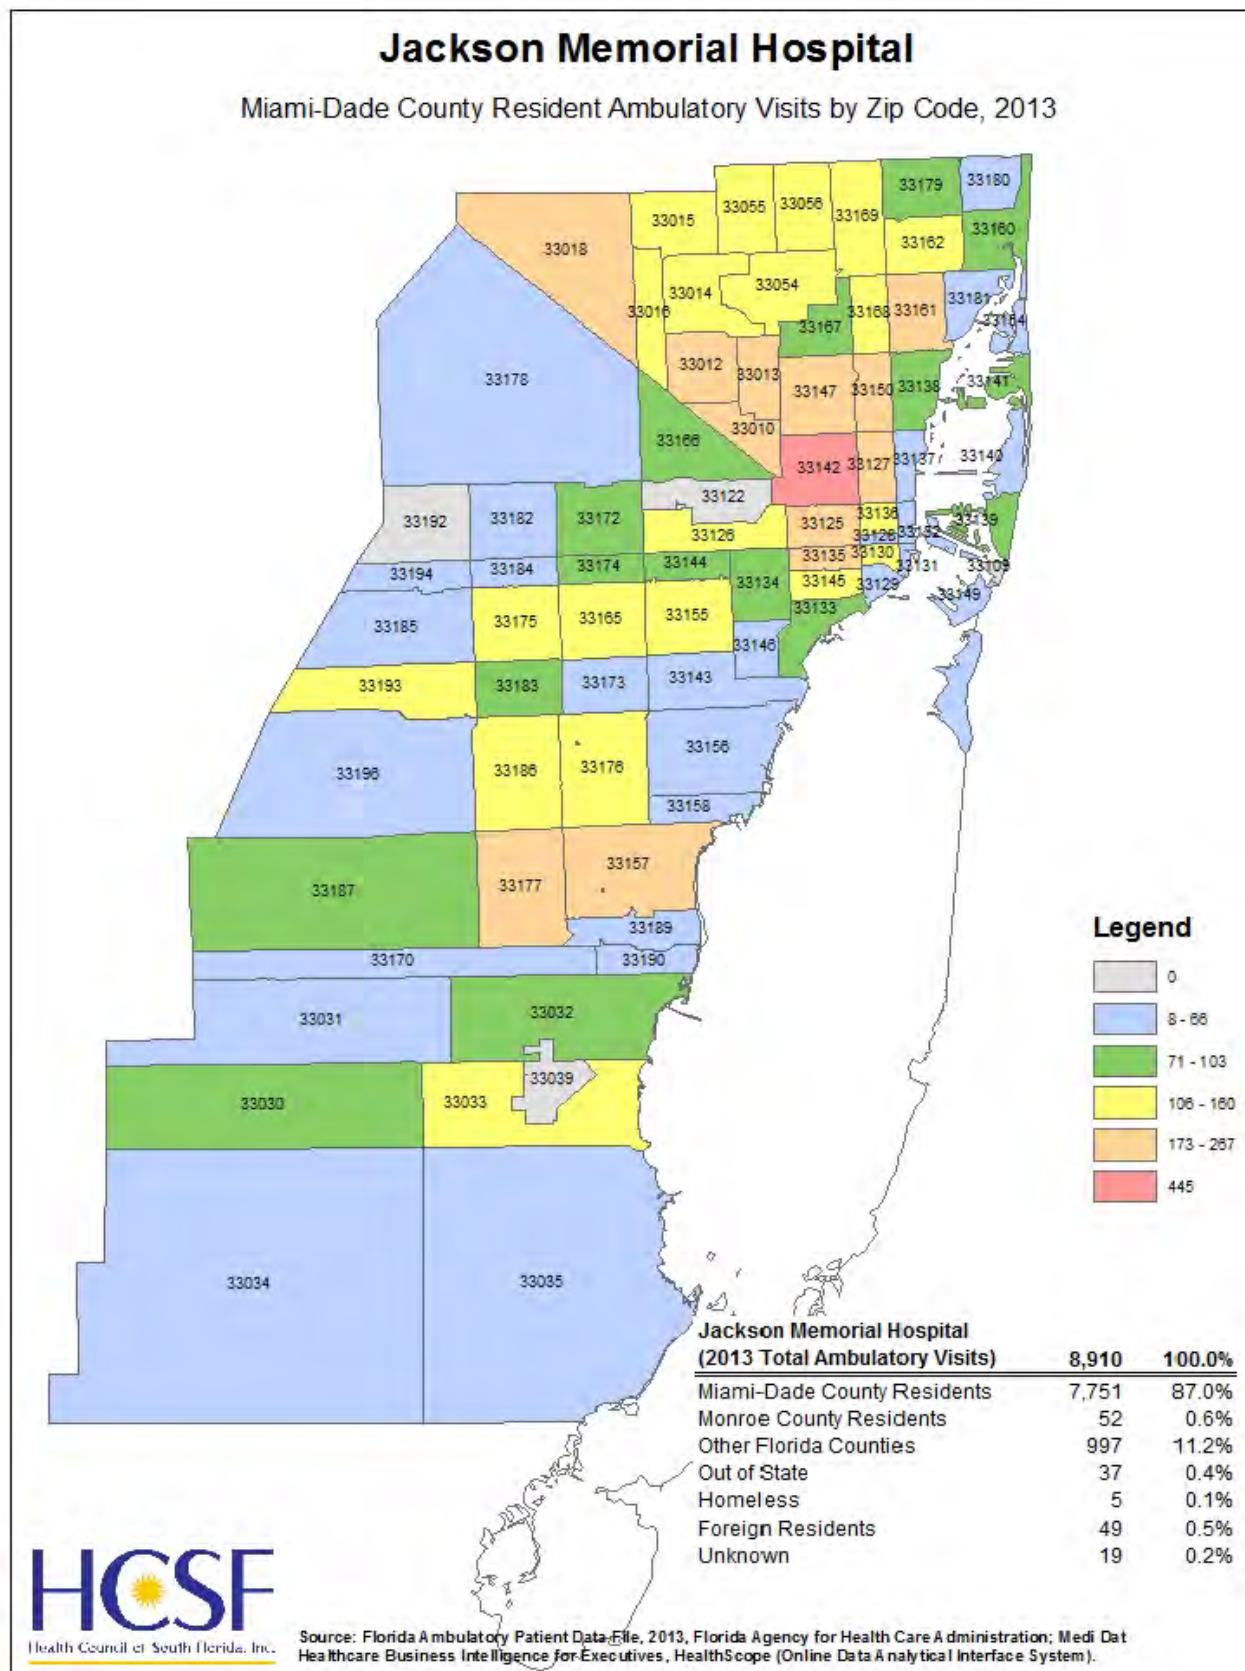 Jackson Memorial Hospital
Miami-Dade County Resident Ambulatory Visits by Zip Code, 2013
33179 33180
33055 33056 33169
33015 33160
33018 33162
33014 33054
33016 33168 33161 33181
33167 33154
33012 33013
33178 33147 33150 33138 33141
33010
33166
33142 33127 33137 33140
33122
33192 33182 33172 33125 33136 33139
33126 33128 33132
33135 33130
33194 33184 33174 33144 33134 33145 33129 33131 33109
33149
33185 33175 33165 33155 33133
33146
33193 33183 33173 33143
33196 33186 33176 33156
33158
33187 33177 33157
33189
33170 33190
33031 33032
33039
33030 33033
33034 33035
Legend
0
8 - 66
71 - 103
106 - 160
173 - 267
445
Jackson Memorial Hospital
(2013 Total Ambulatory Visits) 8,910 100.0%
Miami-Dade County Residents 7,751 87.0%
Monroe County Residents 52 0.6%
Other Florida Counties 997 11.2%
Out of State 37 0.4%
Homeless 5 0.1%
Foreign Residents 49 0.5%
Unknown 19 0.2%
HCSF
Health Council of South Florida, Inc.
Source: Florida Ambulatory Patient Data File, 2013, Florida Agency for Health Care Administration; Medi Dat
Healthcare Business Intelligence for Executives, HealthScope (Online Data Analytical Interface System).